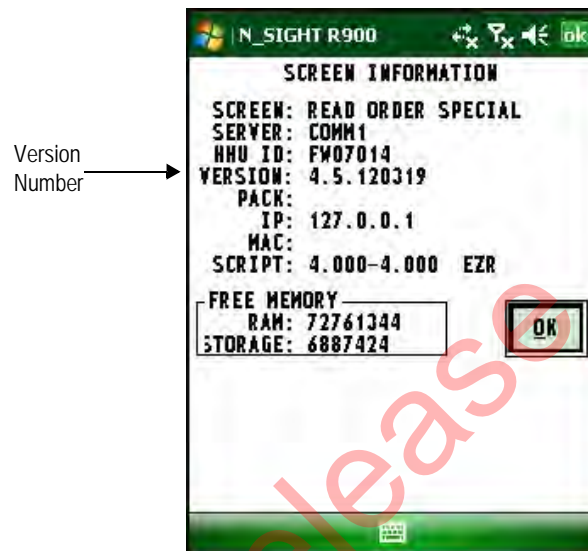 N_SIGHT R900 ok
SCREEN INFORMATION
SCREEN: READ ORDER SPECIAL
SERVER: COMM1
HHU ID: FW07014
Version Number
VERSION: 4.5.120319
PACK:
IP: 127.0.0.1
MAC:
SCRIPT: 4.000-4.000 EZR
FREE MEMORY
RAM: 72761344
STORAGE: 6887424
OK
lease